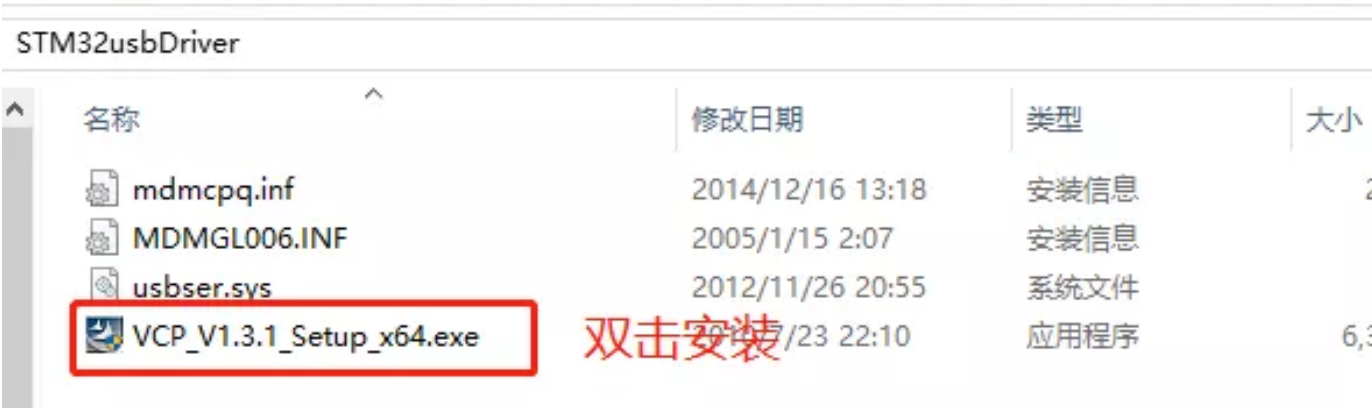 STM32usbDriver
名称 修改日期 类型 大小
mdmcpq.inf 2014/12/16 13:18 安装信息
MDMGL006.INF 2005/1/15 2:07 安装信息
usbser.sys 2012/11/26 20:55 系统文件
VCP_V1.3.1_Setup_x64.exe 双击安装 7/23 22:10 应用程序 6,3